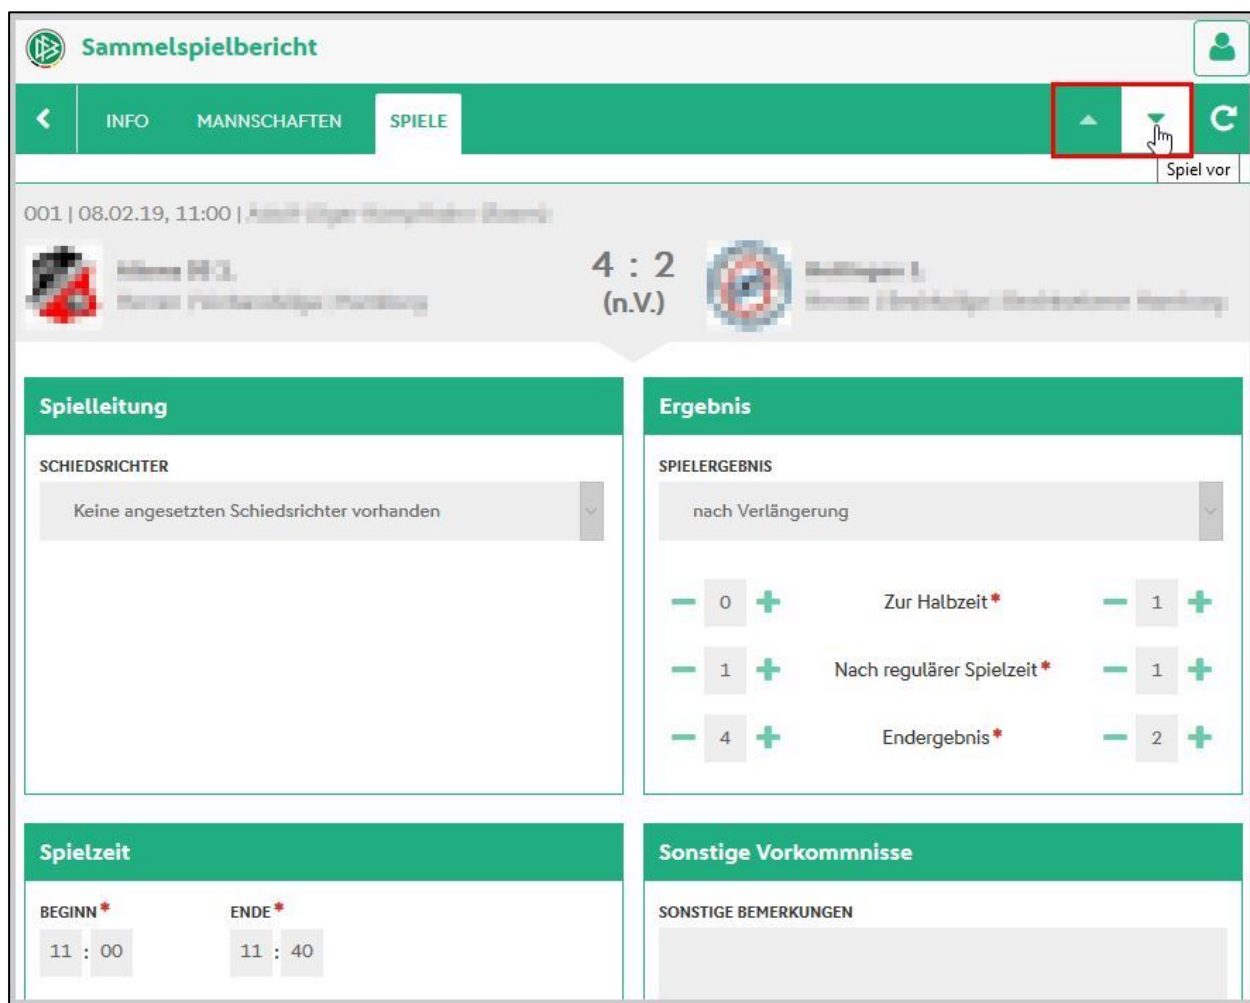 Sammelspielbericht
INFO MANNSCHAFTEN SPIELE
Spiel vor
001 | 08.02.19, 11:00 |
4 : 2
(n.V.)
Spielleitung
SCHIEDSRICHTER
Keine angesetzten Schiedsrichter vorhanden
Ergebnis
SPIELERGEBNIS
nach Verlängerung
0 Zur Halbzeit* 1
1 Nach regulärer Spielzeit* 1
4 Endergebnis* 2
Spielzeit
BEGINN* ENDE*
11 : 00 11 : 40
Sonstige Vorkommnisse
SONSTIGE BEMERKUNGEN